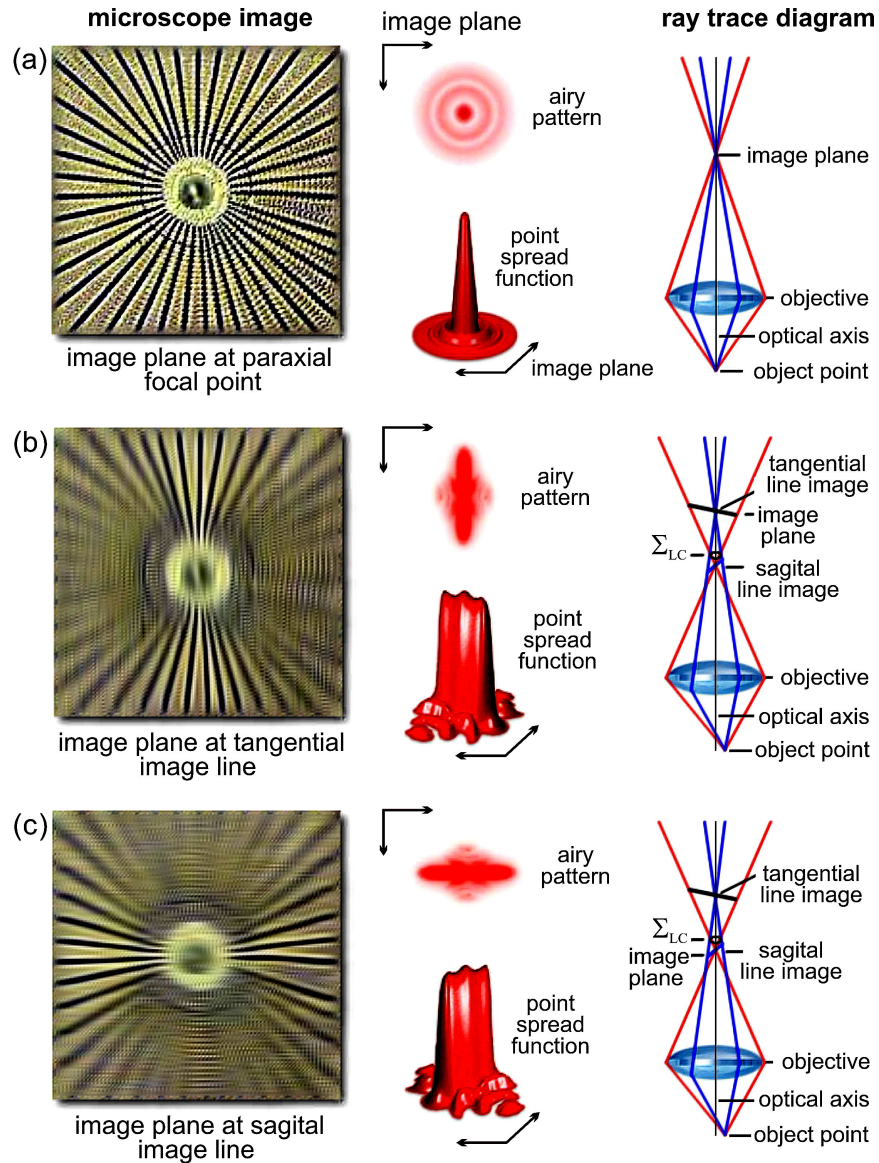 microscope image
image plane
ray trace diagram
(a)
airy
pattern
image plane
point
spread
function
objective
optical axis
image plane
object point
image plane at paraxial
focal point
(b)
airy
pattern
tangential
line image
image
plane
ΣLC
sagital
line image
point
spread
function
objective
optical axis
object point
image plane at tangential
image line
(c)
airy
pattern
tangential
line image
ΣLC
image
plane
sagital
line image
point
spread
function
objective
optical axis
object point
image plane at sagital
image line